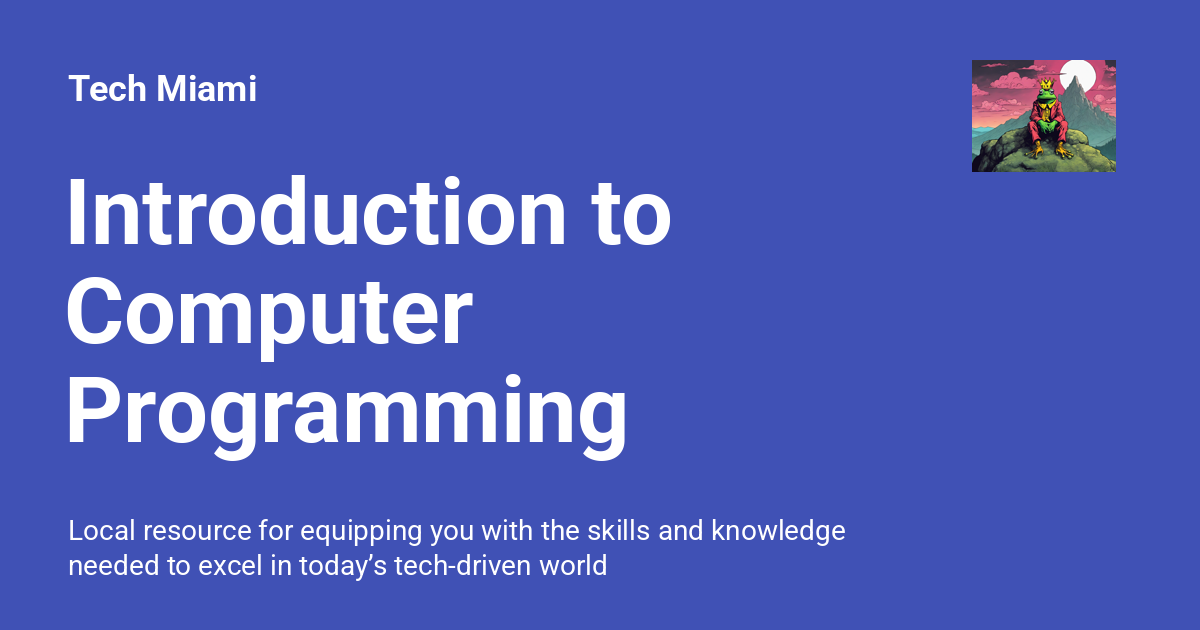 Tech Miami
Introduction to
Computer
Programming
Local resource for equipping you with the skills and knowledge
needed to excel in today’s tech-driven world